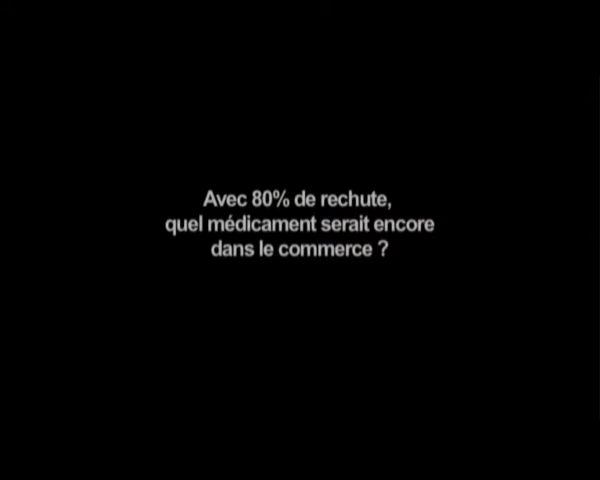 Avec 80% de rechute,
quel médicament serait encore
dans le commerce ?